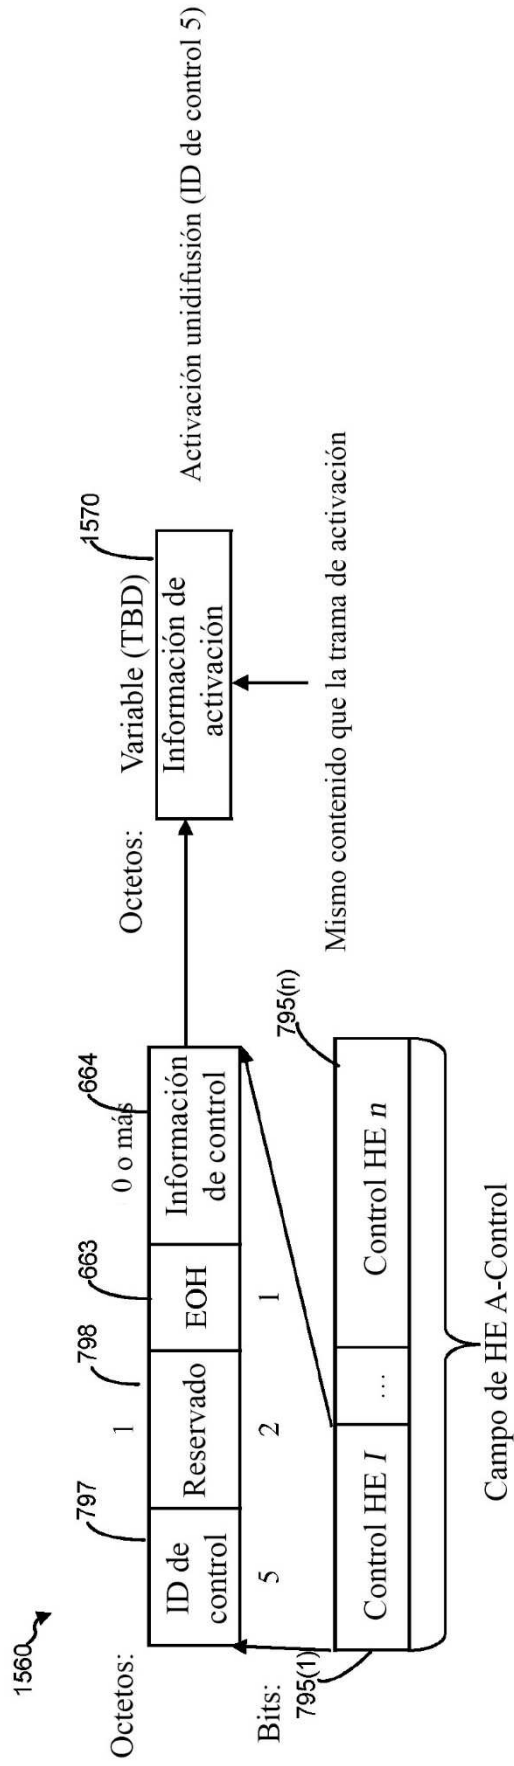 1560
Octetos:
1
0 o más
797
798
663
664
ID de
control
Reservado
EOH
Información
de control
Bits:
5
2
1
795(1)
795(n)
Control HE 1
...
Control HE n
Campo de HE A-Control
Octetos:
Variable (TBD)
1570
Información de
activación
Mismo contenido que la trama de activación
Activación unidifusión (ID de control 5)